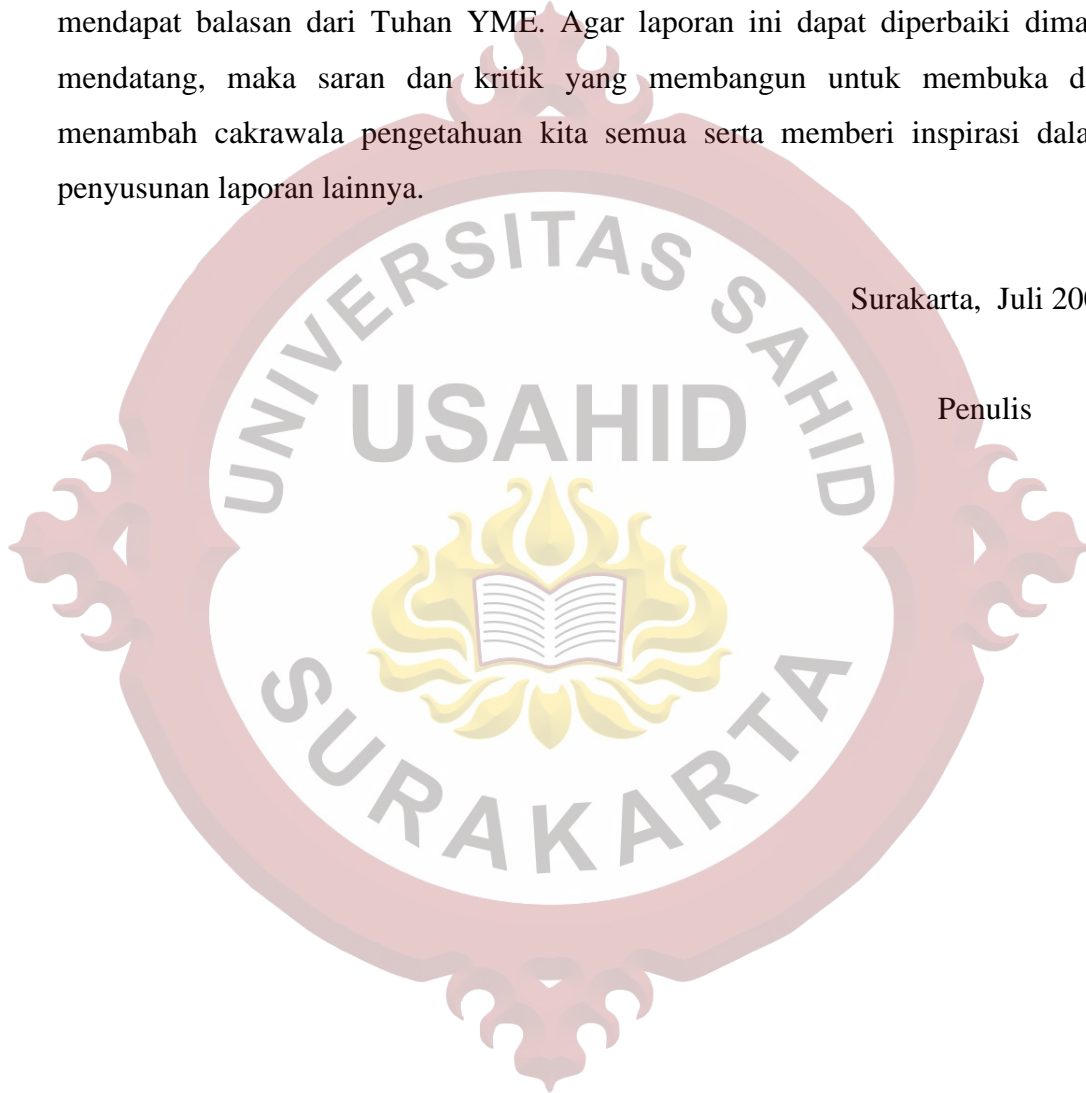 mendapat balasan dari Tuhan YME. Agar laporan ini dapat diperbaiki dima
mendatang, maka saran dan kritik yang membangun untuk membuka d
menambah cakrawala pengetahuan kita semua serta memberi inspirasi dala
penyusunan laporan lainnya.
Surakarta, Juli 200
Penulis
UNIVERSITAS SAHID
USAHID
SURAKARTA